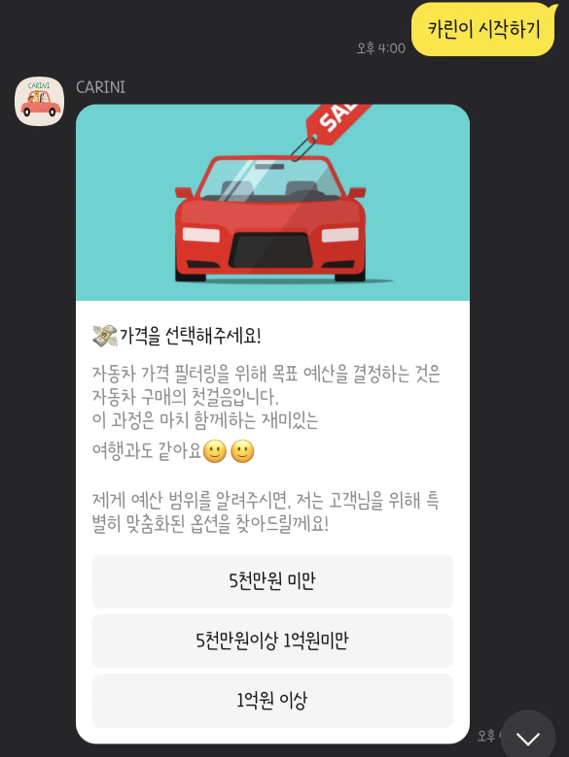 카린이 시작하기
오후 4:00
CARINI
CARINI
SAL
💸가격을 선택해주세요!
자동차 가격 필터링을 위해 목표 예산을 결정하는 것은
자동차 구매의 첫걸음입니다.
이 과정은 마치 함께하는 재미있는
여행과도 같아요🙂🙂
제게 예산 범위를 알려주시면, 저는 고객님을 위해 특
별히 맞춤화된 옵션을 찾아드릴께요!
5천만원 미만
5천만원이상 1억원미만
1억원 이상
오후